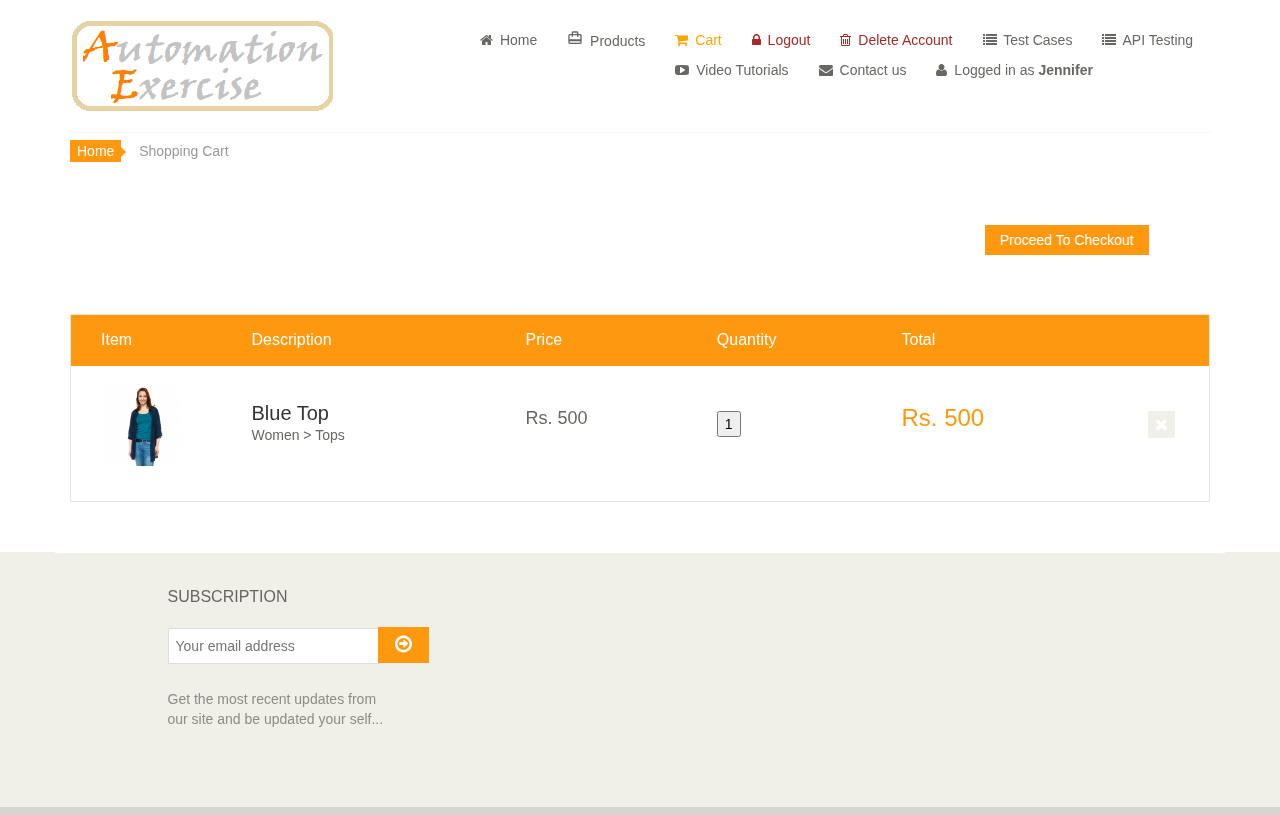 Automation
Exercise
Home
Products
Cart
Logout
Delete Account
Test Cases
API Testing
Video Tutorials
Contact us
Logged in as Jennifer
Home
Shopping Cart
Proceed To Checkout
Item
Description
Price
Quantity
Total
Blue Top
Women > Tops
Rs. 500
1
Rs. 500
SUBSCRIPTION
Your email address
Get the most recent updates from
our site and be updated your self...